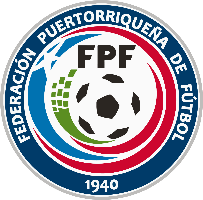 FEDERACIÓN PUERTORRIQUEÑA DE FÚTBOL
FPF
1940